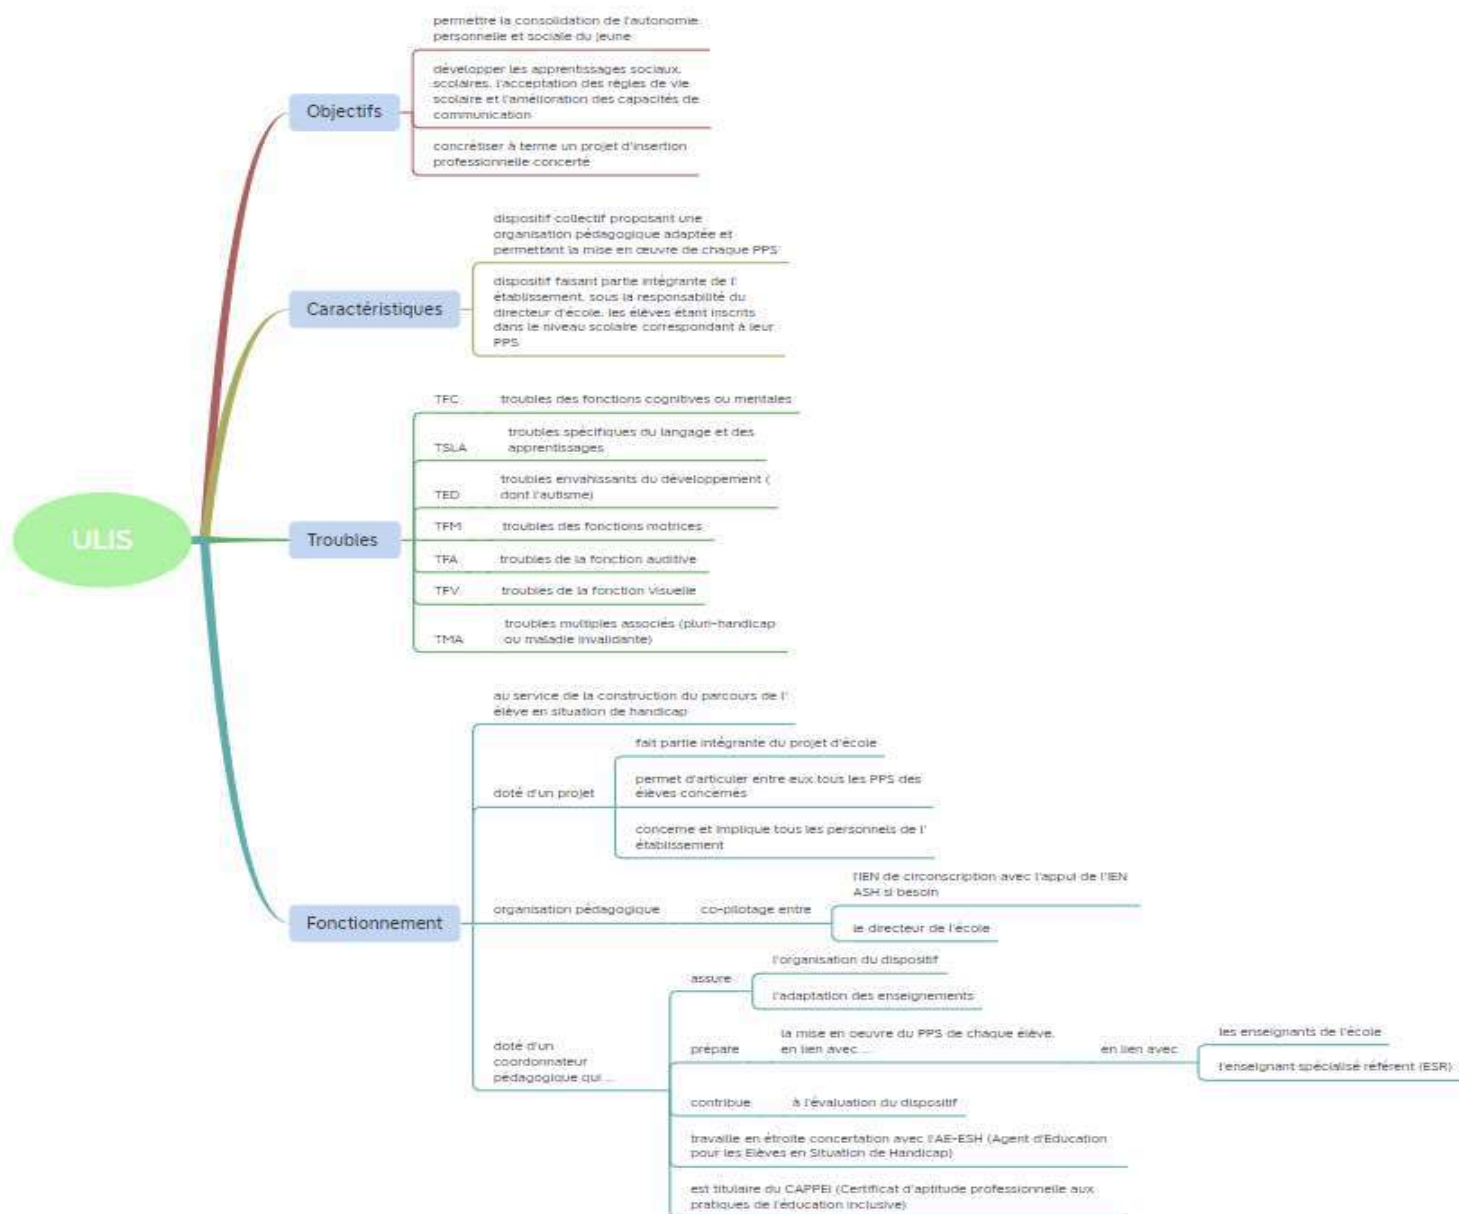 permettre la consolidation de l'autonomie
personnelle et sociale du jeune
développer les apprentissages sociaux,
scolaires, l'acceptation des règles de vie
scolaire et l'amélioration des capacités de
communication
Objectifs
concrétiser à terme un projet d'insertion
professionnelle concerté
dispositif collectif proposant une
organisation pédagogique adaptée et
permettant la mise en œuvre de chaque PPS
Caractéristiques
dispositif faisant partie intégrante de l'
établissement, sous la responsabilité du
directeur d'école, les élèves étant inscrits
dans le niveau scolaire correspondant à leur
PPS
TFC troubles des fonctions cognitives ou mentales
TSLA troubles spécifiques du langage et des
apprentissages
TED troubles envahissants du développement (
dont l'autisme)
TFM troubles des fonctions motrices
ULIS
Troubles
TFA troubles de la fonction auditive
TFV troubles de la fonction visuelle
TMA troubles multiples associés (pluri-handicap
ou maladie invalidante)
au service de la construction du parcours de l'
élève en situation de handicap
doté d'un projet
fait partie intégrante du projet d'école
permet d'articuler entre eux tous les PPS des
élèves concernés
concerne et implique tous les personnels de l'
établissement
Fonctionnement
organisation pédagogique
co-pilotage entre
l'IEN de circonscription avec l'appui de l'IEN
ASH si besoin
le directeur de l'école
doté d'un
coordonnateur
pédagogique qui ...
assure
l'organisation du dispositif
l'adaptation des enseignements
prépare
la mise en oeuvre du PPS de chaque élève,
en lien avec ...
en lien avec
les enseignants de l'école
l'enseignant spécialisé référent (ESR)
contribue à l'évaluation du dispositif
travaille en étroite concertation avec l'AE-ESH (Agent d'Education
pour les Elèves en Situation de Handicap)
est titulaire du CAPPEI (Certificat d'aptitude professionnelle aux
pratiques de l'éducation inclusive)